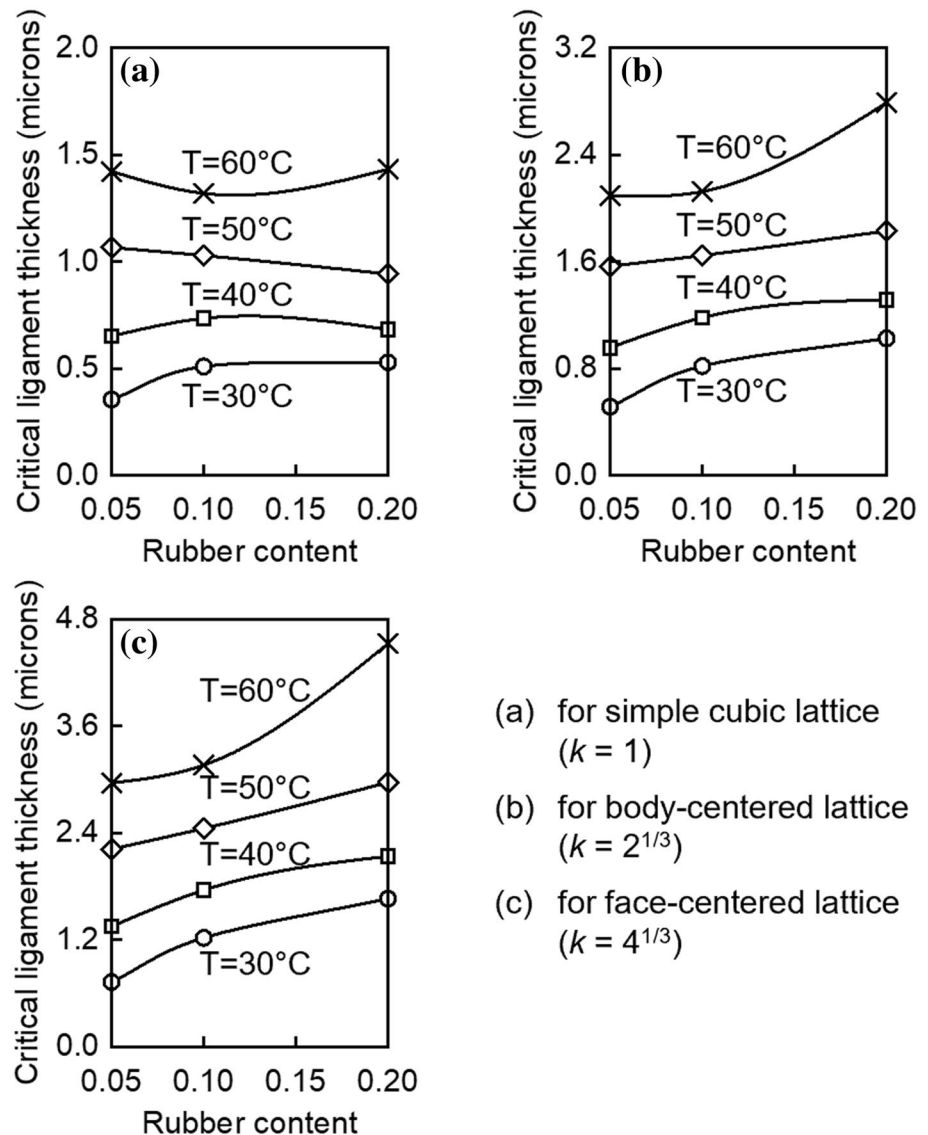 (a)
Critical ligament thickness (microns)
2.0
1.5
1.0
0.5
0.0
T=60°C
T=50°C
T=40°C
T=30°C
0.05 0.10 0.15 0.20
Rubber content
(b)
Critical ligament thickness (microns)
3.2
2.4
1.6
0.8
0.0
T=60°C
T=50°C
T=40°C
T=30°C
0.05 0.10 0.15 0.20
Rubber content
(c)
Critical ligament thickness (microns)
4.8
3.6
2.4
1.2
0.0
T=60°C
T=50°C
T=40°C
T=30°C
0.05 0.10 0.15 0.20
Rubber content
(a) for simple cubic lattice
(k = 1)
(b) for body-centered lattice
(k = 2^{1/3})
(c) for face-centered lattice
(k = 4^{1/3})